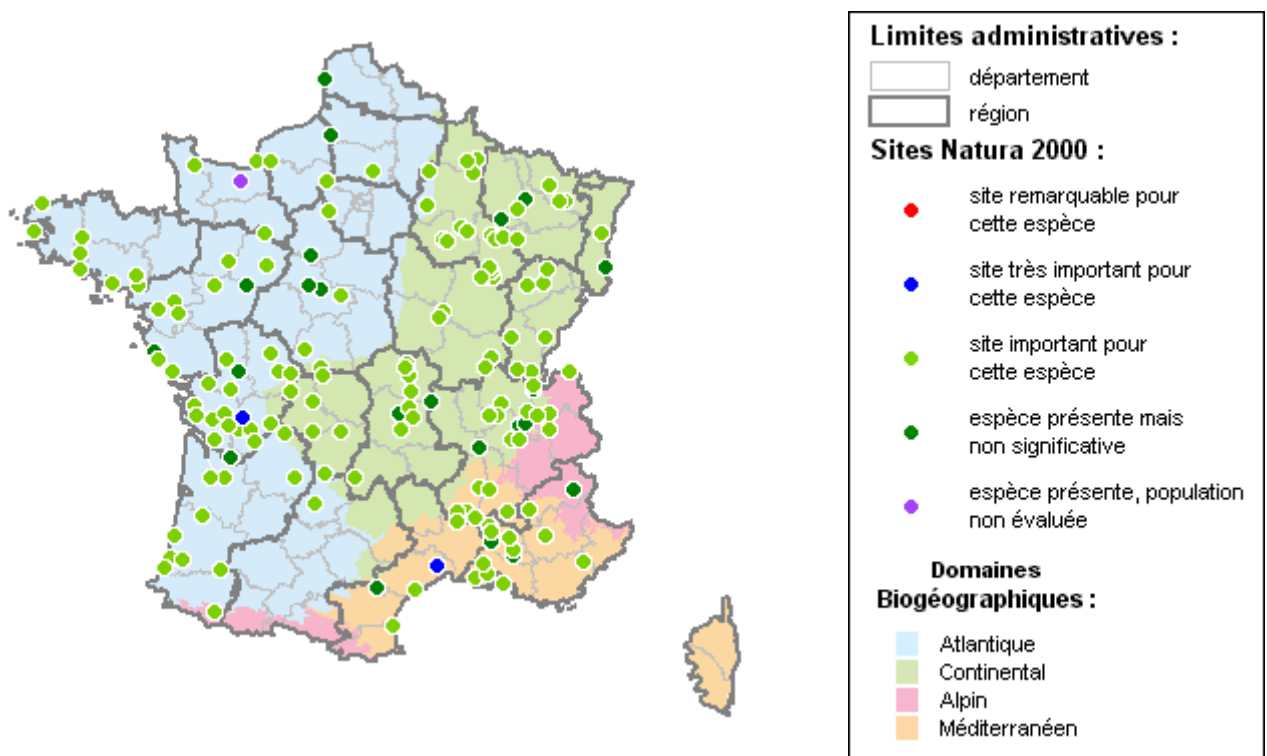 Limites administratives :
département
région
Sites Natura 2000 :
site remarquable pour
cette espèce
site très important pour
cette espèce
site important pour
cette espèce
espèce présente mais
non significative
espèce présente, population
non évaluée
Domaines
Biogéographiques :
Atlantique
Continental
Alpin
Méditerranéen